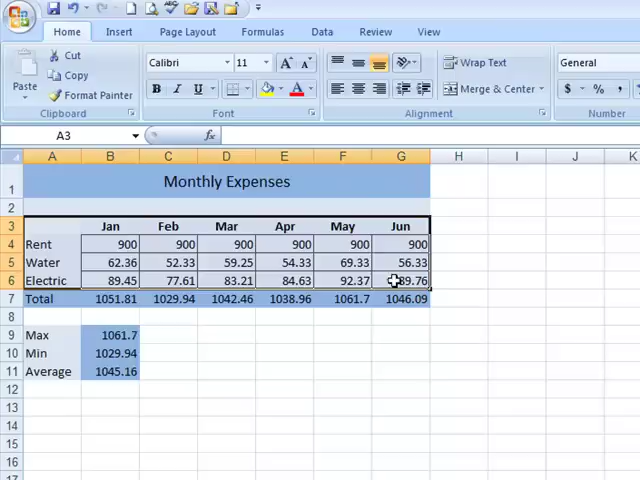 Home Insert Page Layout Formulas Data Review View
Paste
Cut
Copy
Format Painter
Clipboard
Calibri 11 A A
B I U A
Font
Wrap Text
Merge & Center
Alignment
General
$ % ,
Number
A3 fx
A B C D E F G H I J K
1 Monthly Expenses
2
3 Jan Feb Mar Apr May Jun
4 Rent 900 900 900 900 900 900
5 Water 62.36 52.33 59.25 54.33 69.33 56.33
6 Electric 89.45 77.61 83.21 84.63 92.37 89.76
7 Total 1051.81 1029.94 1042.46 1038.96 1061.7 1046.09
8
9 Max 1061.7
10 Min 1029.94
11 Average 1045.16
12
13
14
15
16
17